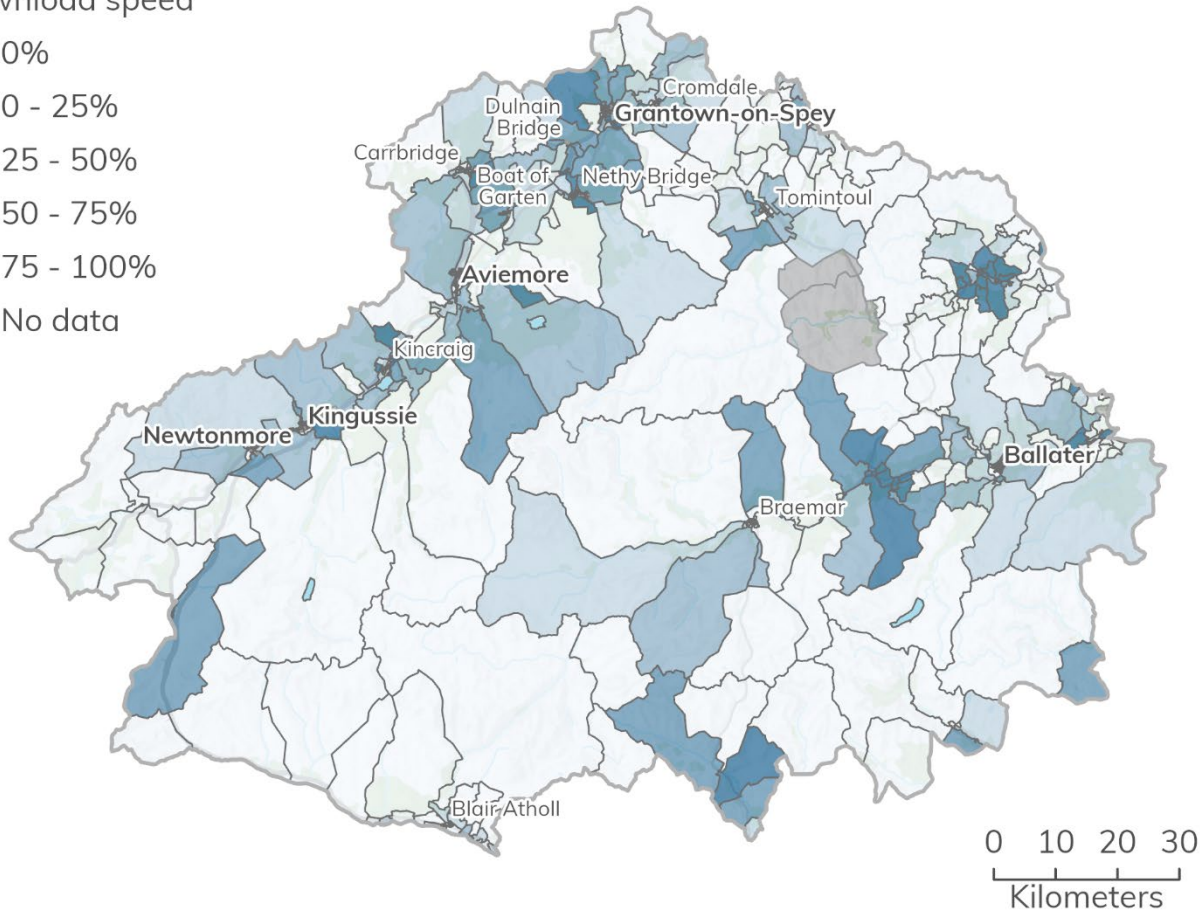 download speed
0%
0 - 25%
25 - 50%
50 - 75%
75 - 100%
No data
Cromdale
Dulnain
Bridge
Grantown-on-Spey
Carrbridge
Boat of
Garten
Nethy Bridge
Tomintoul
Aviemore
Kincraig
Kingussie
Newtonmore
Ballater
Braemar
Blair Atholl
0 10 20 30
Kilometers